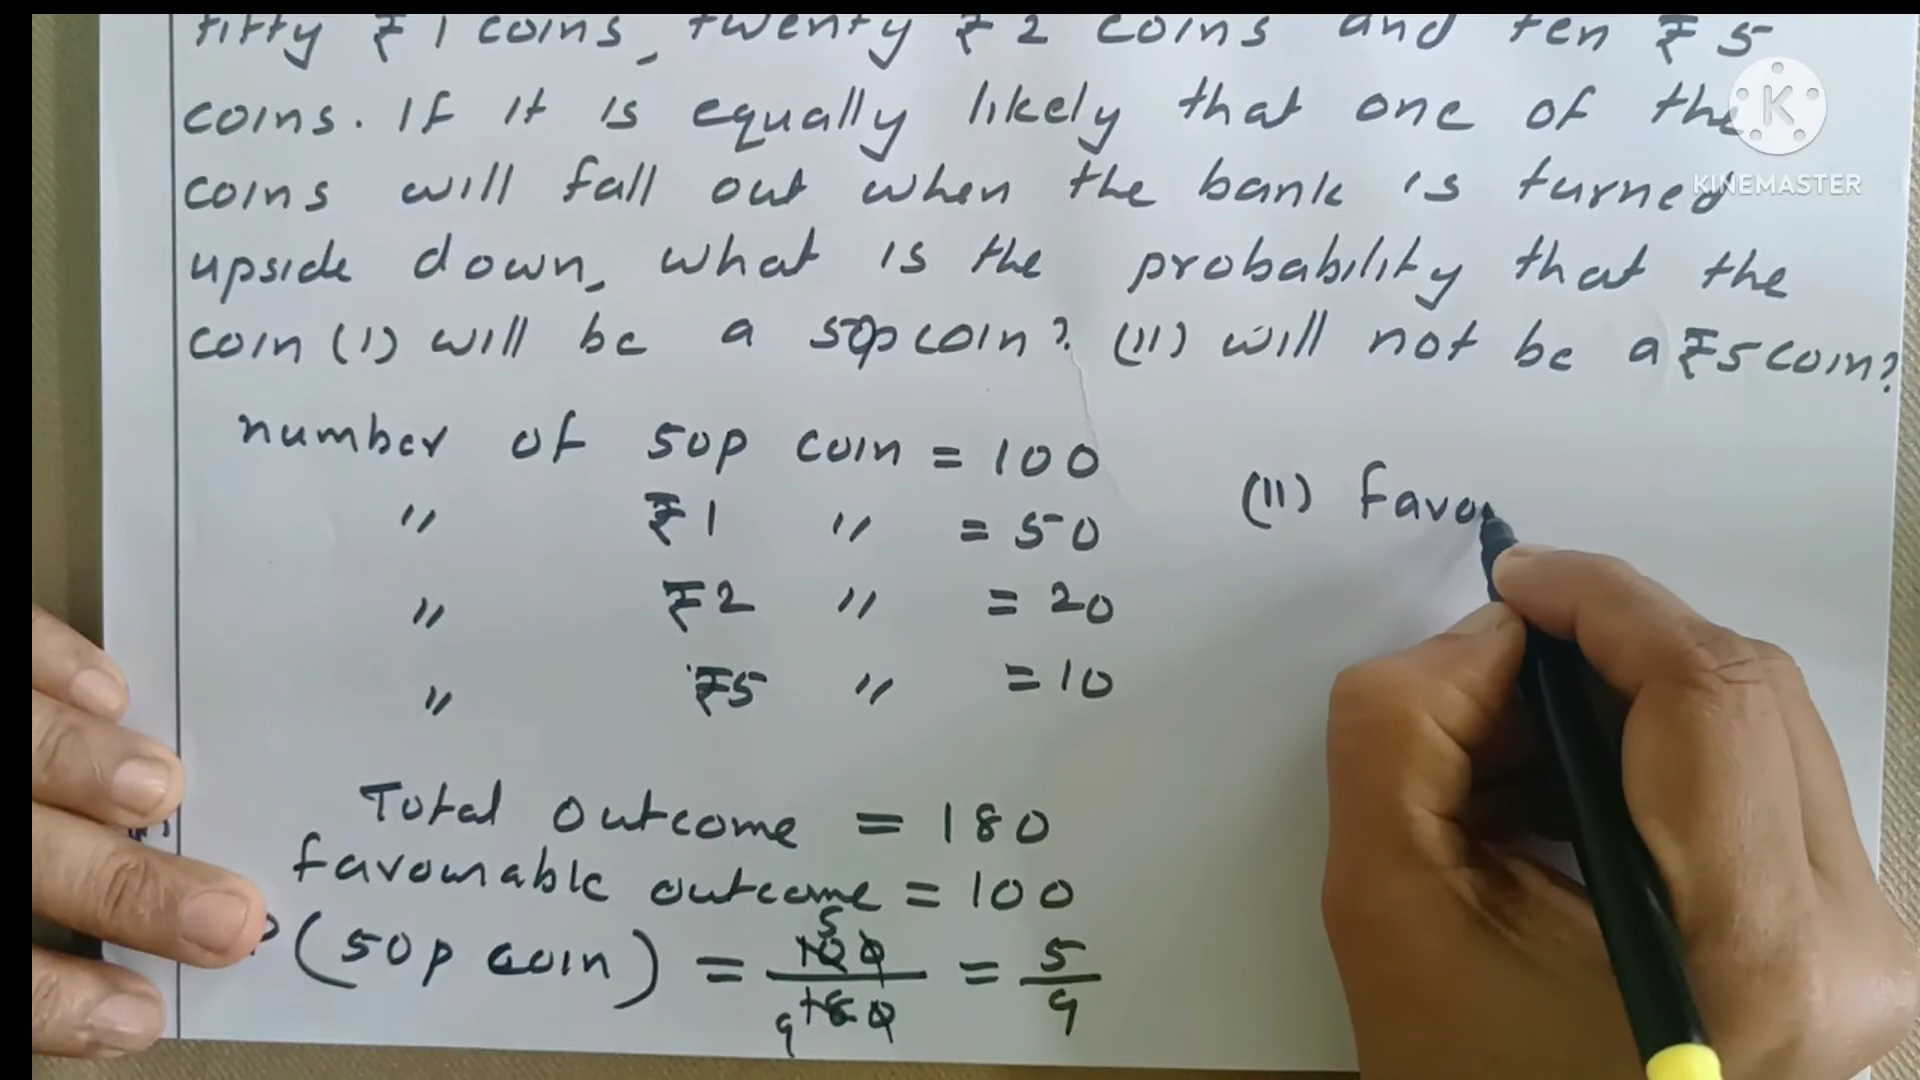 fifty ₹1 coins, twenty ₹2 coins and ten ₹5
coins. If it is equally likely that one of the
coins will fall out when the bank is turned
upside down, what is the probability that the
coin (i) will be a 50p coin? (ii) will not be a ₹5 coin?
number of 50p coin = 100
" ₹1 " = 50
" ₹2 " = 20
" ₹5 " = 10
Total outcome = 180
favourable outcome = 100
P(50p coin) = 100/180 = 5/9
5
9
(ii) Favou
K
KINEMASTER